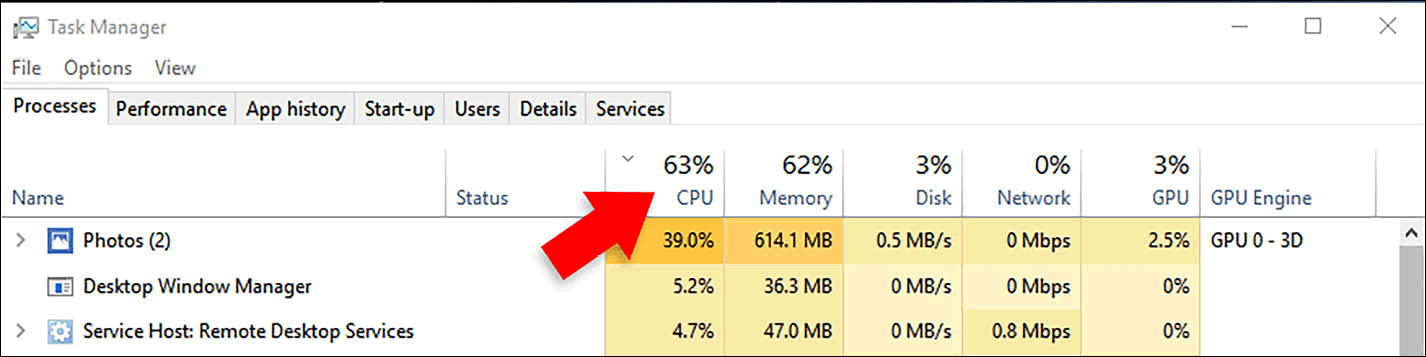 Task Manager
File Options View
Processes Performance App history Start-up Users Details Services
63% 62% 3% 0% 3%
Name Status CPU Memory Disk Network GPU GPU Engine
Photos (2) 39.0% 614.1 MB 0.5 MB/s 0 Mbps 2.5% GPU 0 - 3D
Desktop Window Manager 5.2% 36.3 MB 0 MB/s 0 Mbps 0%
Service Host: Remote Desktop Services 4.7% 47.0 MB 0 MB/s 0.8 Mbps 0%